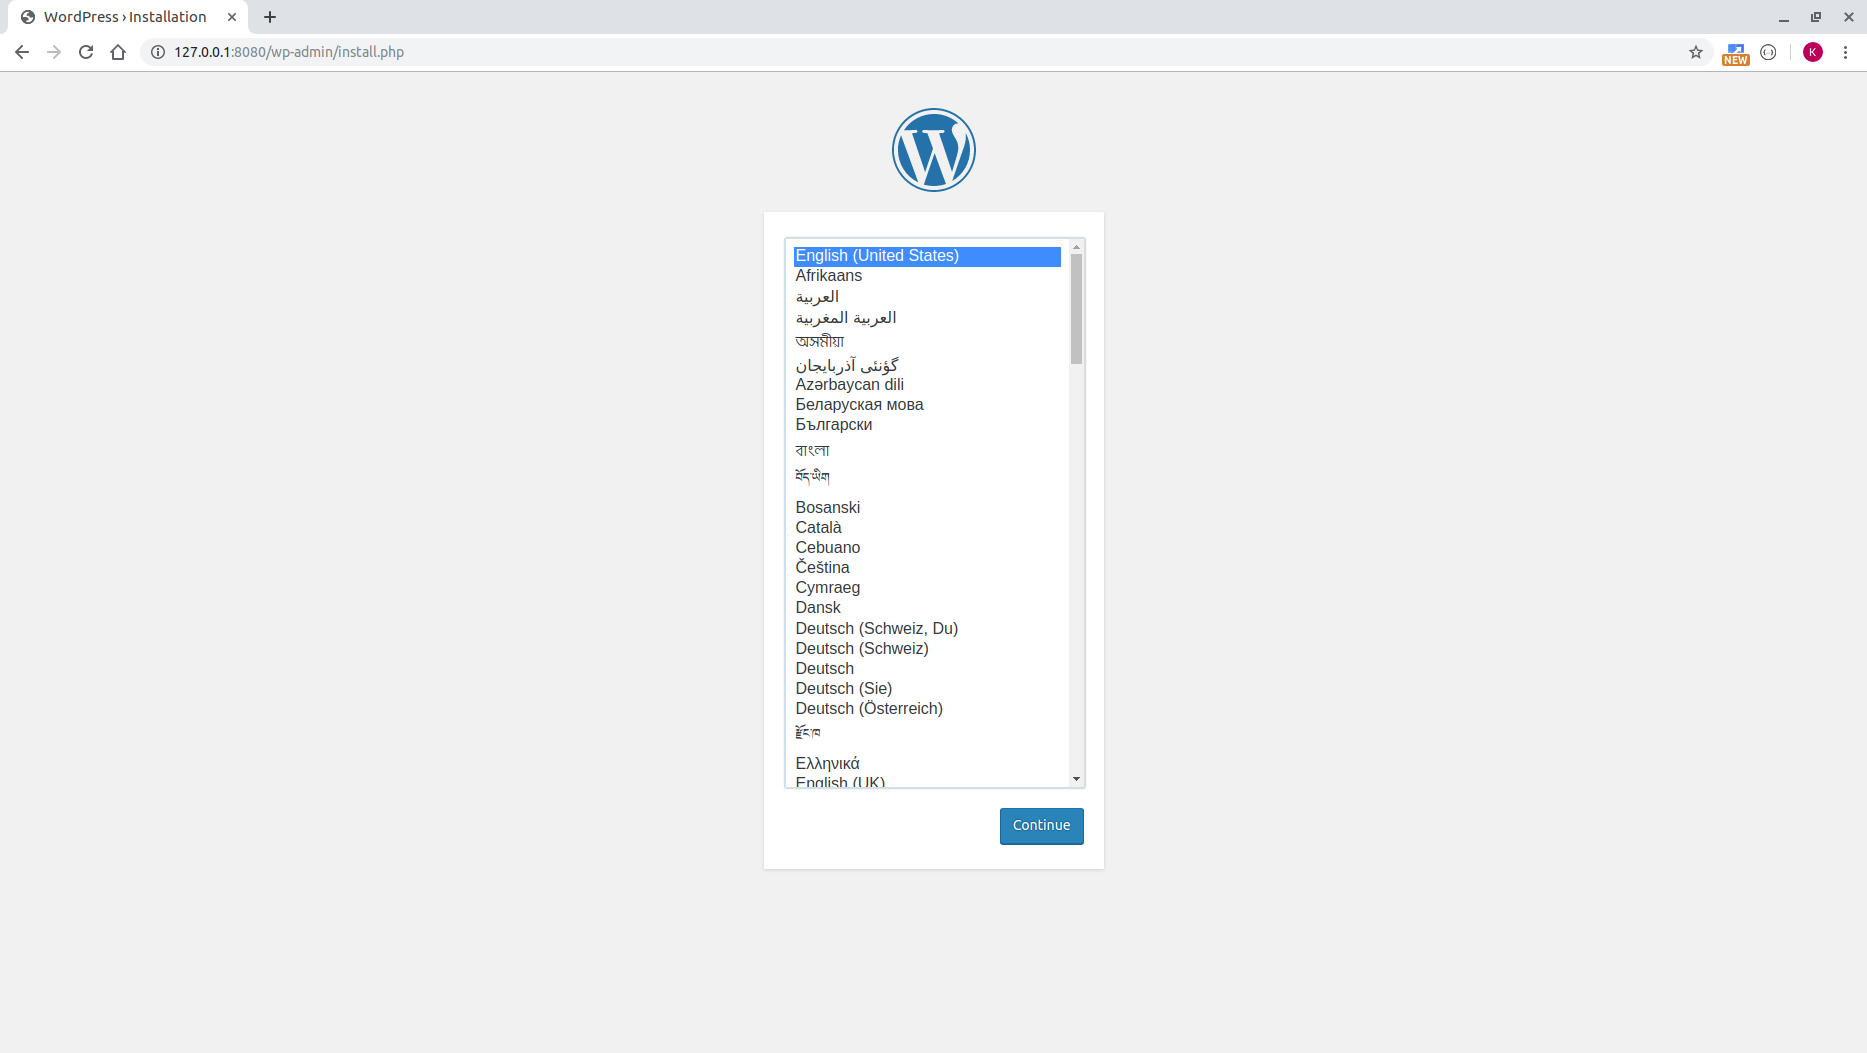 WordPress › Installation
127.0.0.1:8080/wp-admin/install.php
NEW
K
English (United States)
Afrikaans
العربية
العربية المغربية
অসমীয়া
گؤنئی آذربایجان
Azərbaycan dili
Беларуская мова
Български
বাংলা
བོད་ཡིག
Bosanski
Català
Cebuano
Čeština
Cymraeg
Dansk
Deutsch (Schweiz, Du)
Deutsch (Schweiz)
Deutsch
Deutsch (Sie)
Deutsch (Österreich)
རྫོང་ཁ
Ελληνικά
English (UK)
Continue